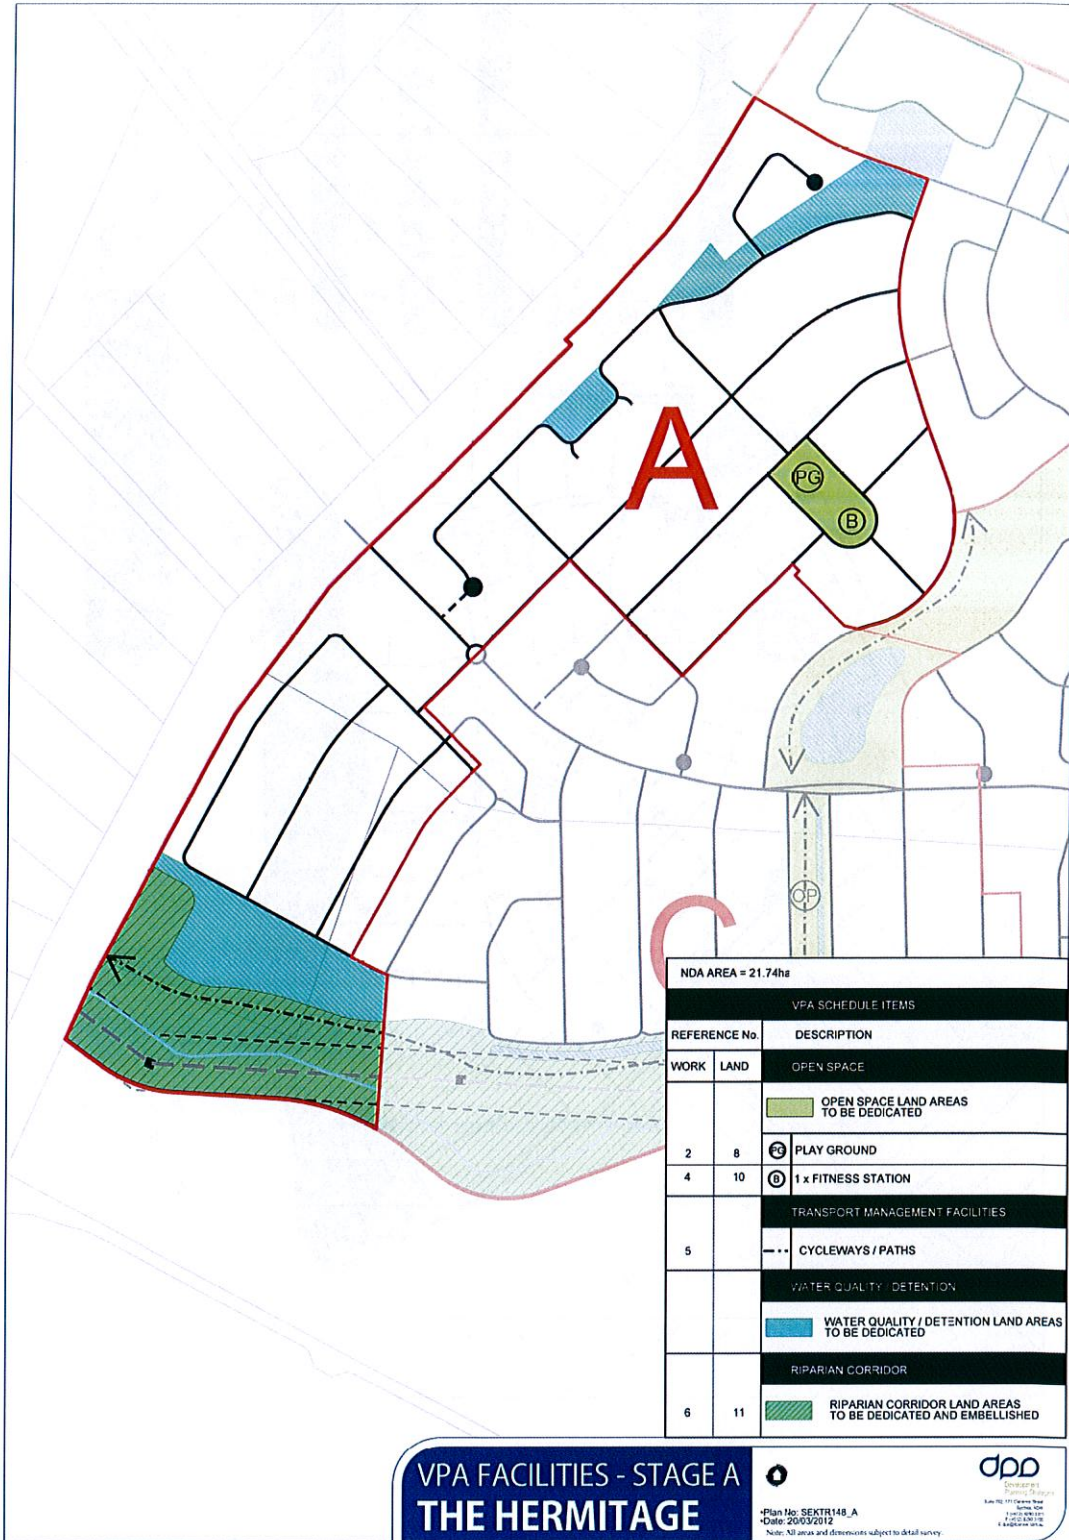 A
PG
B
OP
C
NDA AREA = 21.74ha
VPA SCHEDULE ITEMS
REFERENCE No. DESCRIPTION
WORK LAND OPEN SPACE
OPEN SPACE LAND AREAS
TO BE DEDICATED
2 8 PG PLAY GROUND
4 10 B 1 x FITNESS STATION
TRANSPORT MANAGEMENT FACILITIES
5 CYCLEWAYS / PATHS
WATER QUALITY / DETENTION
WATER QUALITY / DETENTION LAND AREAS
TO BE DEDICATED
RIPARIAN CORRIDOR
6 11 RIPARIAN CORRIDOR LAND AREAS
TO BE DEDICATED AND EMBELLISHED
VPA FACILITIES - STAGE A
THE HERMITAGE
•Plan No: SEKTR148_A
•Date: 20/03/2012
Note: All areas and dimensions subject to detail survey.
dpp
Development
Planning Strategies